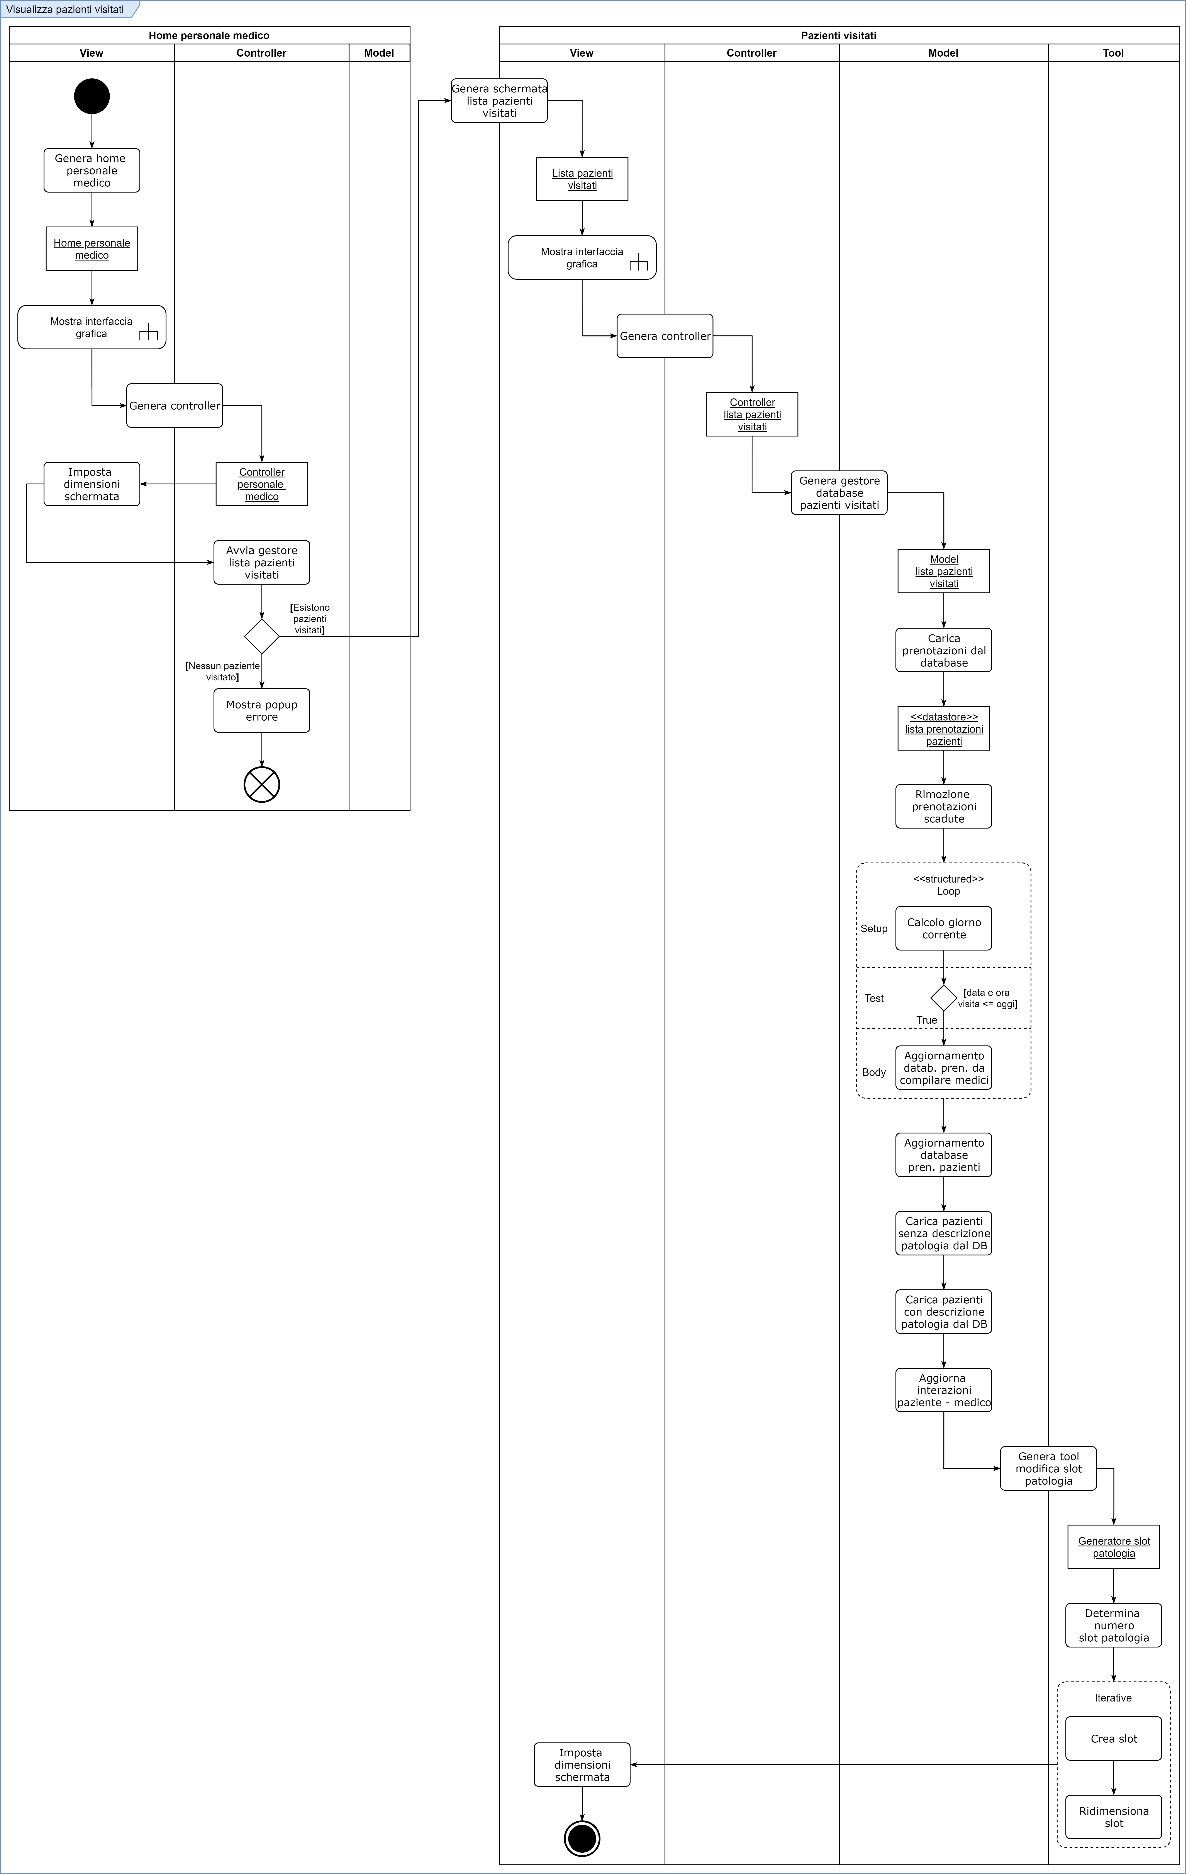 Visualizza pazienti visitati
Home personale medico
View
Controller
Model
Genera home
personale
medico
Home personale
medico
Mostra interfaccia
grafica
Genera controller
Controller
personale
medico
Imposta
dimensioni
schermata
Avvia gestore
lista pazienti
visitati
[Esistono
pazienti
visitati]
[Nessun paziente
visitato]
Mostra popup
errore
Pazienti visitati
View
Controller
Model
Tool
Genera schermata
lista pazienti
visitati
Lista pazienti
visitati
Mostra interfaccia
grafica
Genera controller
Controller
lista pazienti
visitati
Genera gestore
database
pazienti visitati
Model
lista pazienti
visitati
Carica
prenotazioni dal
database
<<datastore>>
lista prenotazioni
pazienti
Rimozione
prenotazioni
scadute
<<structured>>
Loop
Setup
Calcolo giorno
corrente
Test
[data e ora
visita <= oggi]
True
Body
Aggiornamento
datab. pren. da
compilare medici
Aggiornamento
database
pren. pazienti
Carica pazienti
senza descrizione
patologia dal DB
Carica pazienti
con descrizione
patologia dal DB
Aggiorna
interazioni
paziente - medico
Genera tool
modifica slot
patologia
Generatore slot
patologia
Determina
numero
slot patologia
Iterative
Crea slot
Ridimensiona
slot
Imposta
dimensioni
schermata